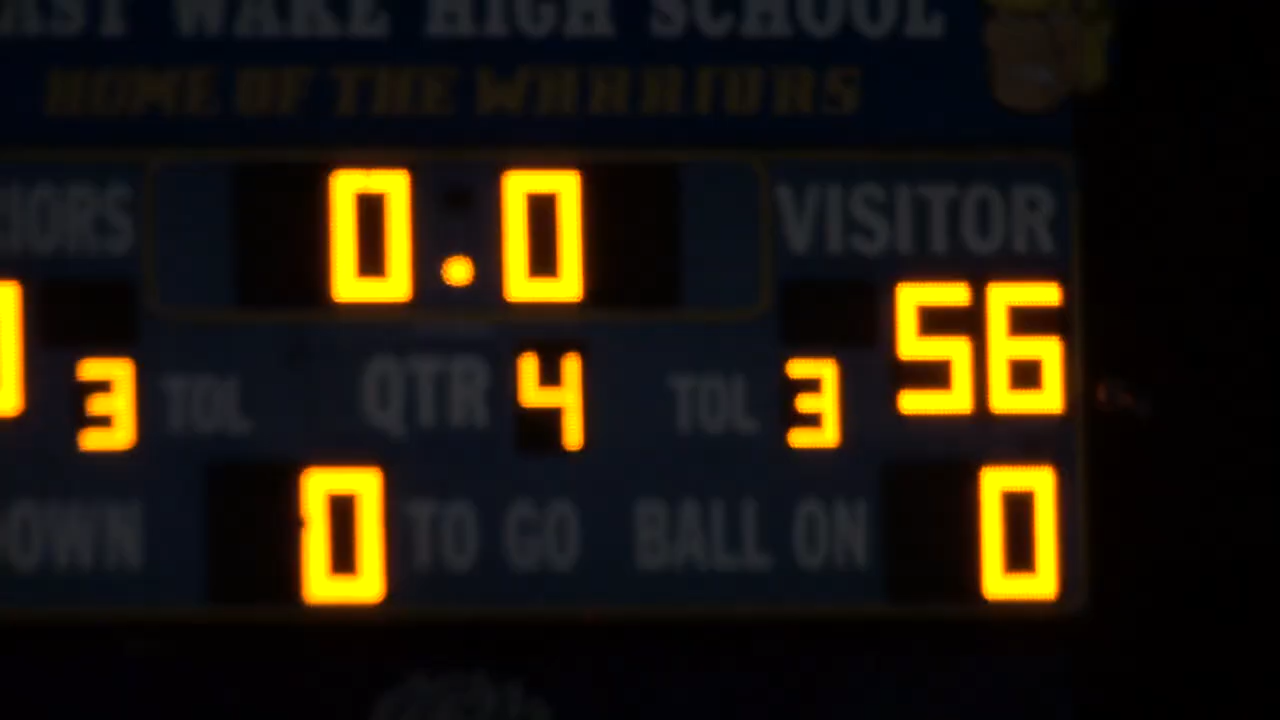 AST WAKE HIGH SCHOOL
HOME OF THE WARRIORS
IORS 0.0 VISITOR
3 TOL QTR 4 TOL 3 56
OWN 0 TO GO BALL ON 0